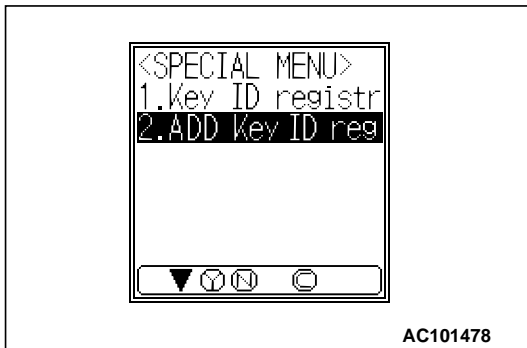 <SPECIAL MENU>
1.Key ID registr
2.ADD Key ID reg
▼ Ⓨ Ⓝ Ⓒ
AC101478